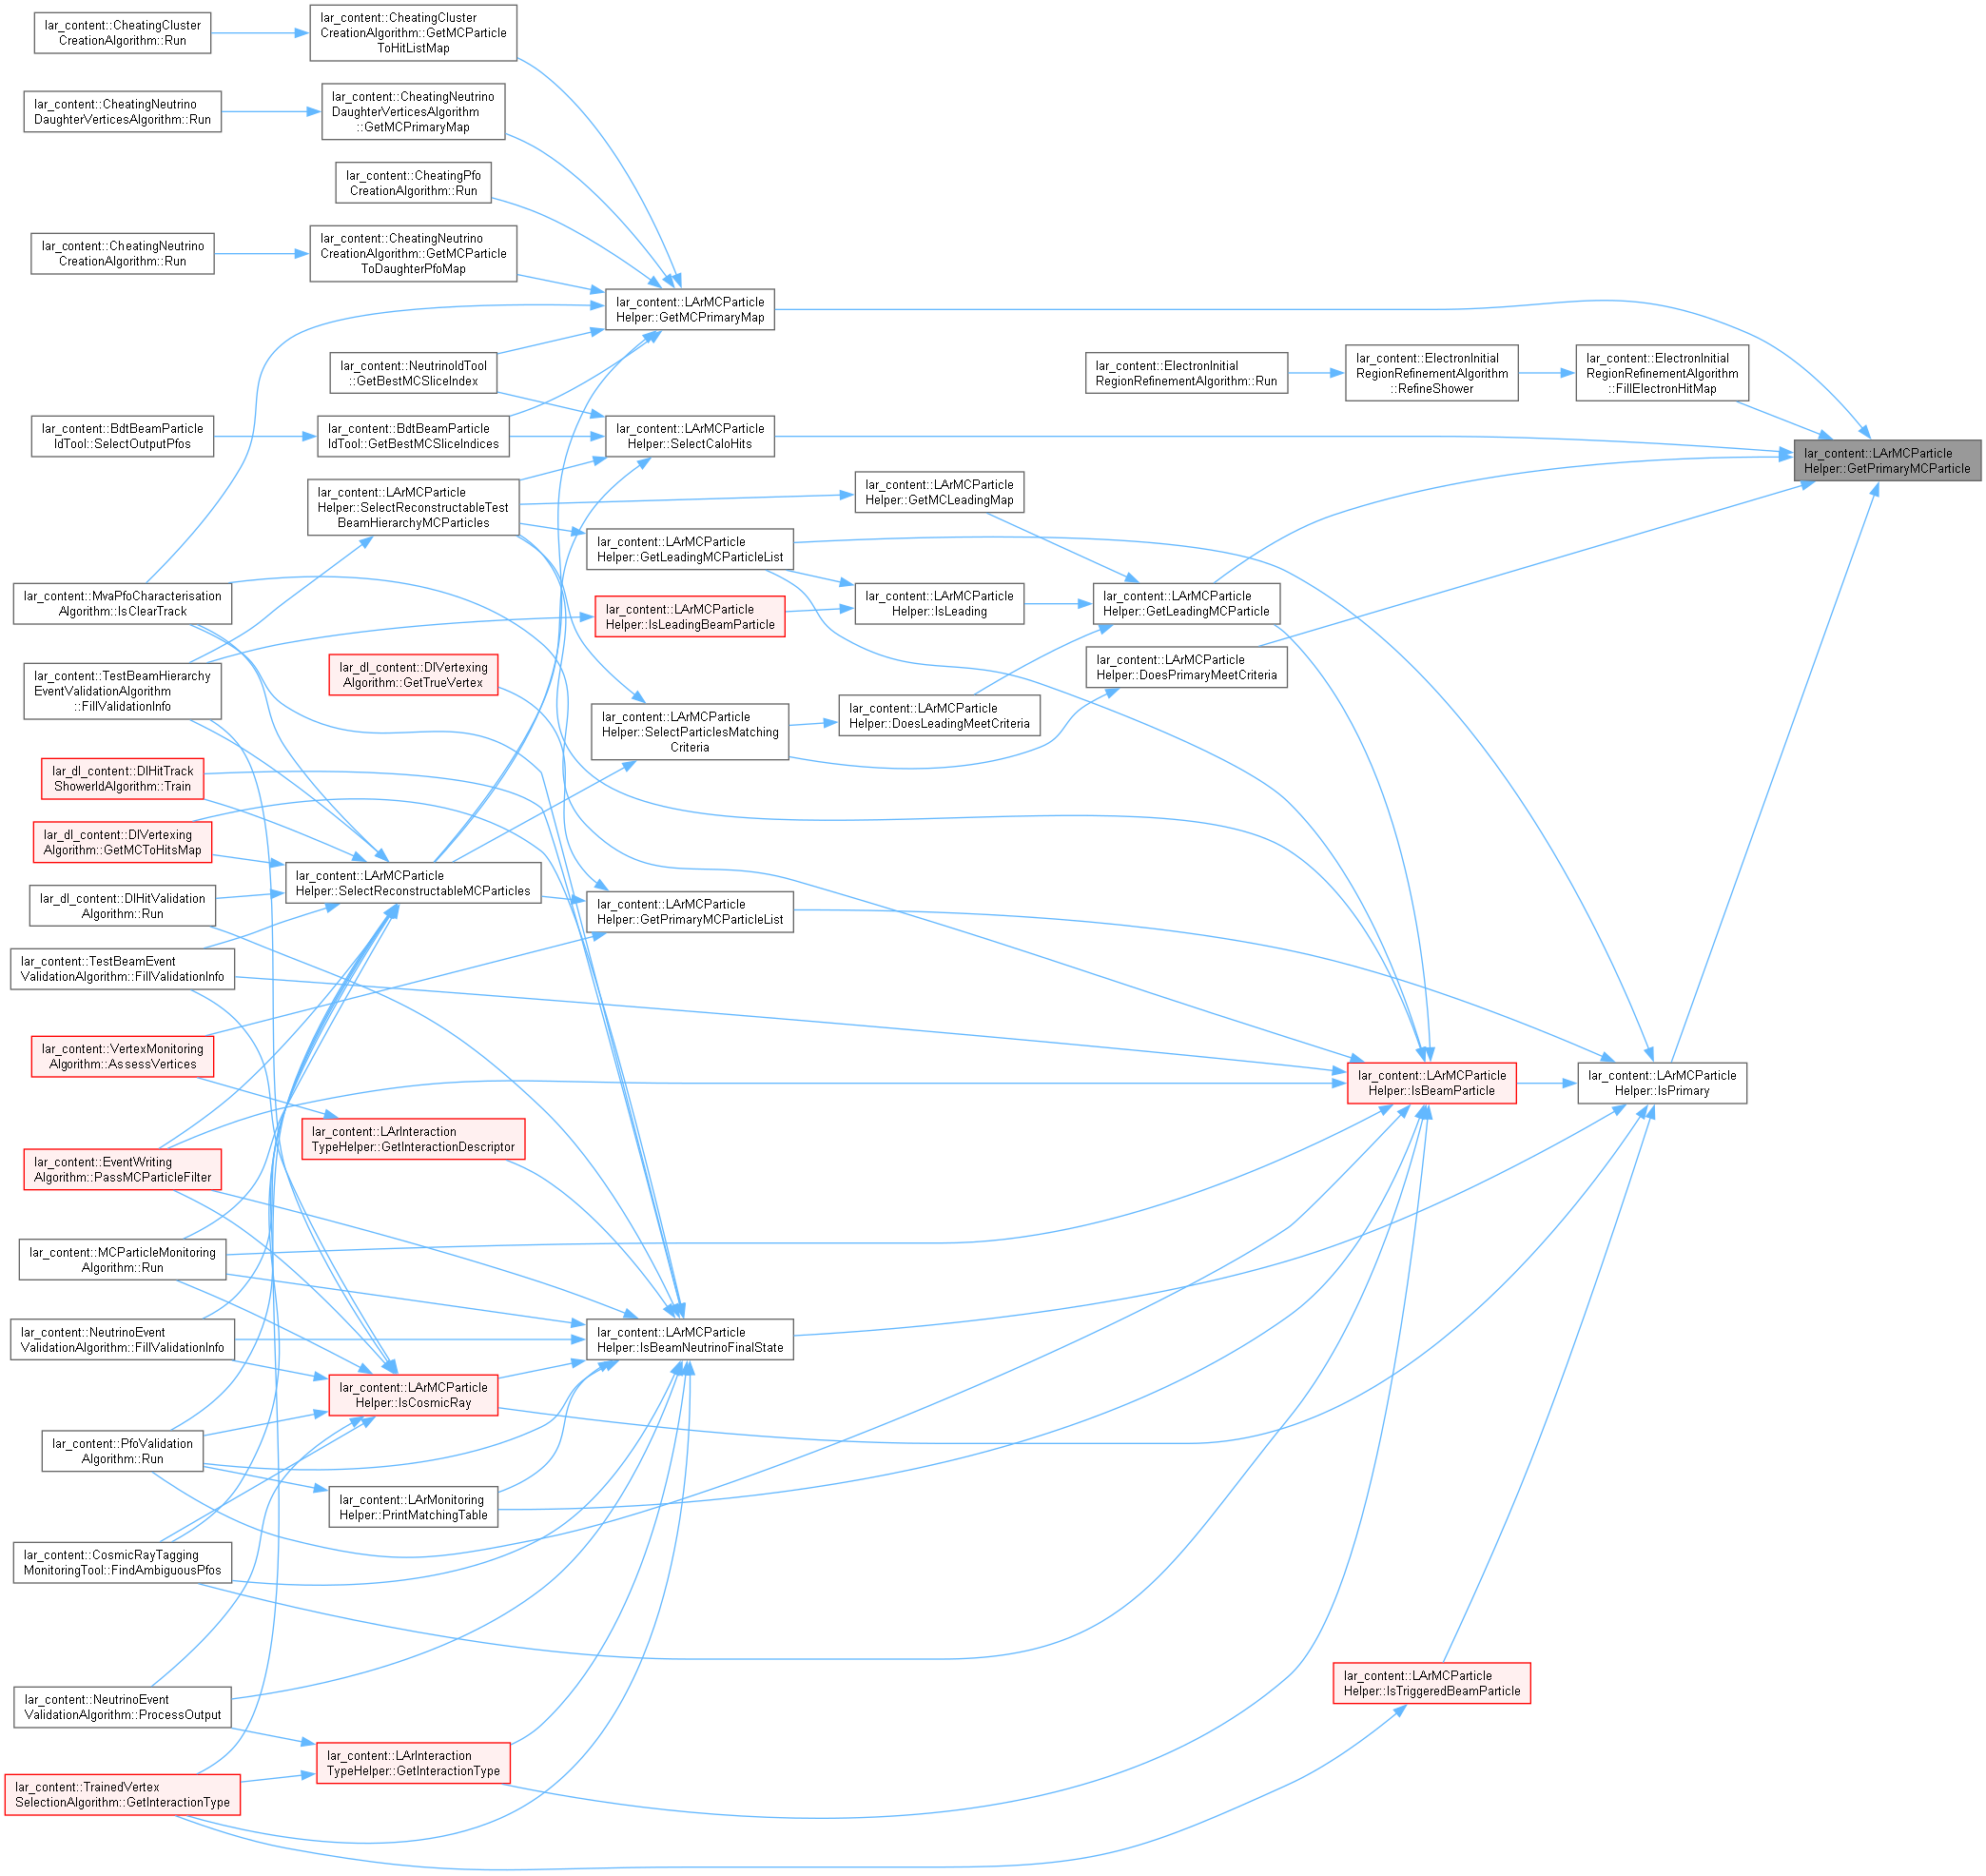 lar_content::CheatingCluster
CreationAlgorithm::Run
lar_content::CheatingCluster
CreationAlgorithm::GetMCParticle
ToHitListMap
lar_content::CheatingNeutrino
DaughterVerticesAlgorithm::Run
lar_content::CheatingNeutrino
DaughterVerticesAlgorithm
::GetMCPrimaryMap
lar_content::CheatingPfo
CreationAlgorithm::Run
lar_content::CheatingNeutrino
CreationAlgorithm::Run
lar_content::CheatingNeutrino
CreationAlgorithm::GetMCParticle
ToDaughterPfoMap
lar_content::LArMCParticle
Helper::GetMCPrimaryMap
lar_content::NeutrinoIdTool
::GetBestMCSliceIndex
lar_content::ElectronInitial
RegionRefinementAlgorithm::Run
lar_content::ElectronInitial
RegionRefinementAlgorithm
::RefineShower
lar_content::ElectronInitial
RegionRefinementAlgorithm
::FillElectronHitMap
lar_content::BdtBeamParticle
IdTool::SelectOutputPfos
lar_content::BdtBeamParticle
IdTool::GetBestMCSliceIndices
lar_content::LArMCParticle
Helper::SelectCaloHits
lar_content::LArMCParticle
Helper::GetPrimaryMCParticle
lar_content::LArMCParticle
Helper::SelectReconstructableTest
BeamHierarchyMCParticles
lar_content::LArMCParticle
Helper::GetMCLeadingMap
lar_content::LArMCParticle
Helper::GetLeadingMCParticleList
lar_content::MvaPfoCharacterisation
Algorithm::IsClearTrack
lar_content::LArMCParticle
Helper::IsLeadingBeamParticle
lar_content::LArMCParticle
Helper::IsLeading
lar_content::LArMCParticle
Helper::GetLeadingMCParticle
lar_content::TestBeamHierarchy
EventValidationAlgorithm
::FillValidationInfo
lar_dl_content::DlVertexing
Algorithm::GetTrueVertex
lar_content::LArMCParticle
Helper::DoesPrimaryMeetCriteria
lar_content::LArMCParticle
Helper::SelectParticlesMatching
Criteria
lar_content::LArMCParticle
Helper::DoesLeadingMeetCriteria
lar_dl_content::DlHitTrack
ShowerIdAlgorithm::Train
lar_dl_content::DlVertexing
Algorithm::GetMCToHitsMap
lar_content::LArMCParticle
Helper::SelectReconstructableMCParticles
lar_dl_content::DlHitValidation
Algorithm::Run
lar_content::LArMCParticle
Helper::GetPrimaryMCParticleList
lar_content::TestBeamEvent
ValidationAlgorithm::FillValidationInfo
lar_content::VertexMonitoring
Algorithm::AssessVertices
lar_content::LArMCParticle
Helper::IsBeamParticle
lar_content::LArMCParticle
Helper::IsPrimary
lar_content::LArInteraction
TypeHelper::GetInteractionDescriptor
lar_content::EventWriting
Algorithm::PassMCParticleFilter
lar_content::MCParticleMonitoring
Algorithm::Run
lar_content::NeutrinoEvent
ValidationAlgorithm::FillValidationInfo
lar_content::LArMCParticle
Helper::IsBeamNeutrinoFinalState
lar_content::LArMCParticle
Helper::IsCosmicRay
lar_content::PfoValidation
Algorithm::Run
lar_content::LArMonitoring
Helper::PrintMatchingTable
lar_content::CosmicRayTagging
MonitoringTool::FindAmbiguousPfos
lar_content::NeutrinoEvent
ValidationAlgorithm::ProcessOutput
lar_content::LArMCParticle
Helper::IsTriggeredBeamParticle
lar_content::LArInteraction
TypeHelper::GetInteractionType
lar_content::TrainedVertex
SelectionAlgorithm::GetInteractionType